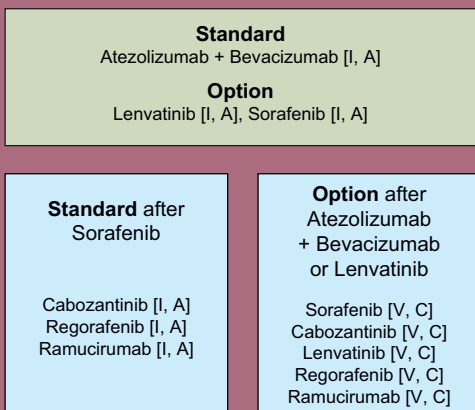 Standard
Atezolizumab + Bevacizumab [I, A]
Option
Lenvatinib [I, A], Sorafenib [I, A]
Standard after
Sorafenib
Cabozantinib [I, A]
Regorafenib [I, A]
Ramucirumab [I, A]
Option after
Atezolizumab
+ Bevacizumab
or Lenvatinib
Sorafenib [V, C]
Cabozantinib [V, C]
Lenvatinib [V, C]
Regorafenib [V, C]
Ramucirumab [V, C]